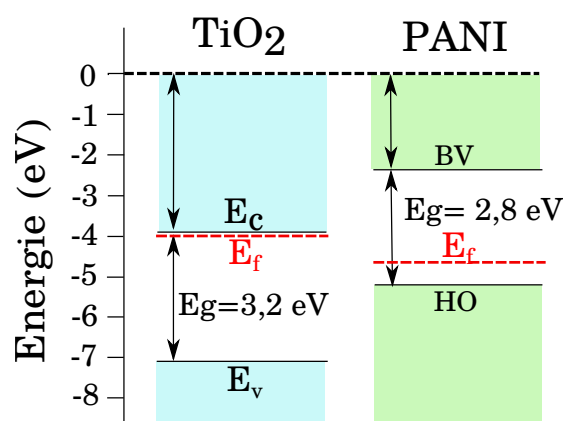 TiO2
PANI
Energie (eV)
0
-1
-2
-3
-4
-5
-6
-7
-8
Ec
Ef
Eg=3,2 eV
Ev
BV
Eg= 2,8 eV
Ef
HO